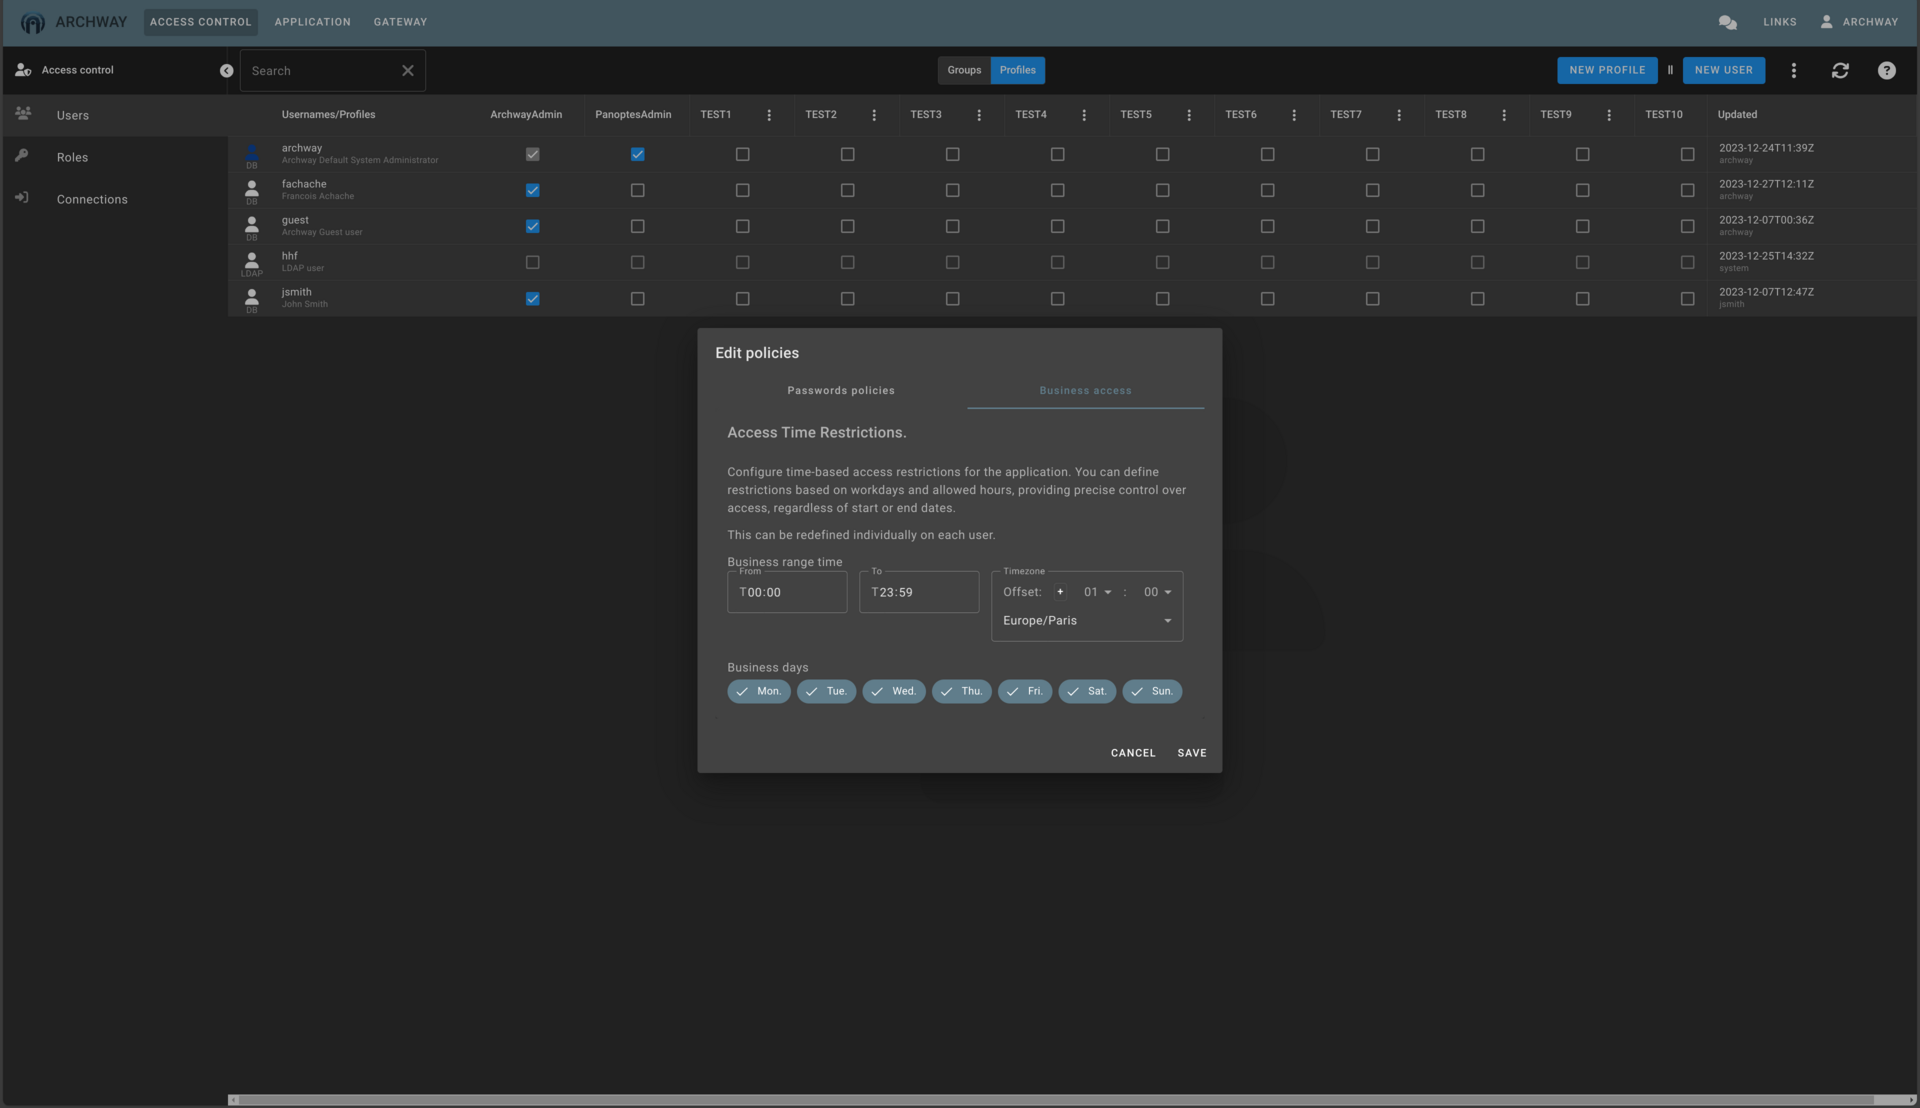 ARCHWAY ACCESS CONTROL APPLICATION GATEWAY LINKS ARCHWAY
Access control Search Groups Profiles NEW PROFILE NEW USER
Users
Roles
Connections
Usernames/Profiles ArchwayAdmin PanoptesAdmin TEST1 TEST2 TEST3 TEST4 TEST5 TEST6 TEST7 TEST8 TEST9 TEST10 Updated
archway 2023-12-24T11:39Z
DB Archway Default System Administrator archway
fachache 2023-12-27T12:11Z
DB Francois Achache archway
guest 2023-12-07T00:36Z
DB Archway Guest user archway
hhf 2023-12-25T14:32Z
LDAP LDAP user system
jsmith 2023-12-07T12:47Z
DB John Smith jsmith
Edit policies
Passwords policies Business access
Access Time Restrictions.
Configure time-based access restrictions for the application. You can define
restrictions based on workdays and allowed hours, providing precise control over
access, regardless of start or end dates.
This can be redefined individually on each user.
Business range time
From To Timezone
T00:00 T23:59 Offset: + 01 : 00
Europe/Paris
Business days
Mon. Tue. Wed. Thu. Fri. Sat. Sun.
CANCEL SAVE